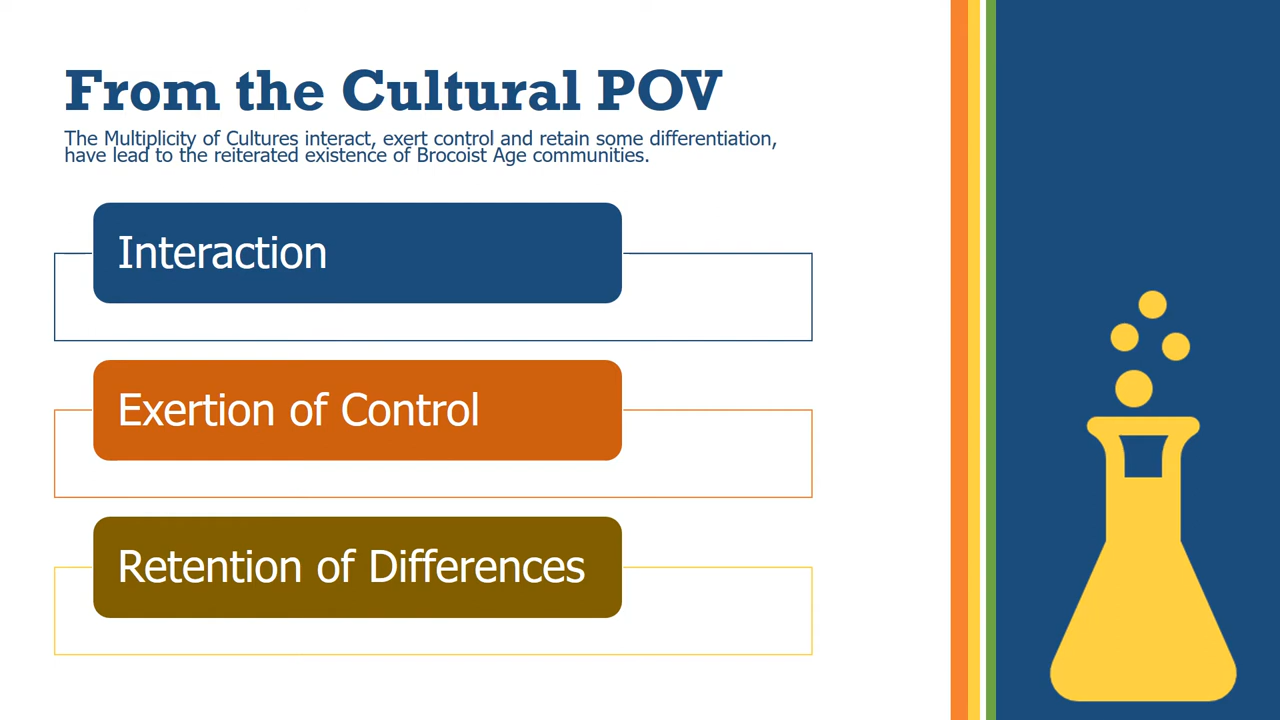 From the Cultural POV
The Multiplicity of Cultures interact, exert control and retain some differentiation,
have lead to the reiterated existence of Brocoist Age communities.
Interaction
Exertion of Control
Retention of Differences